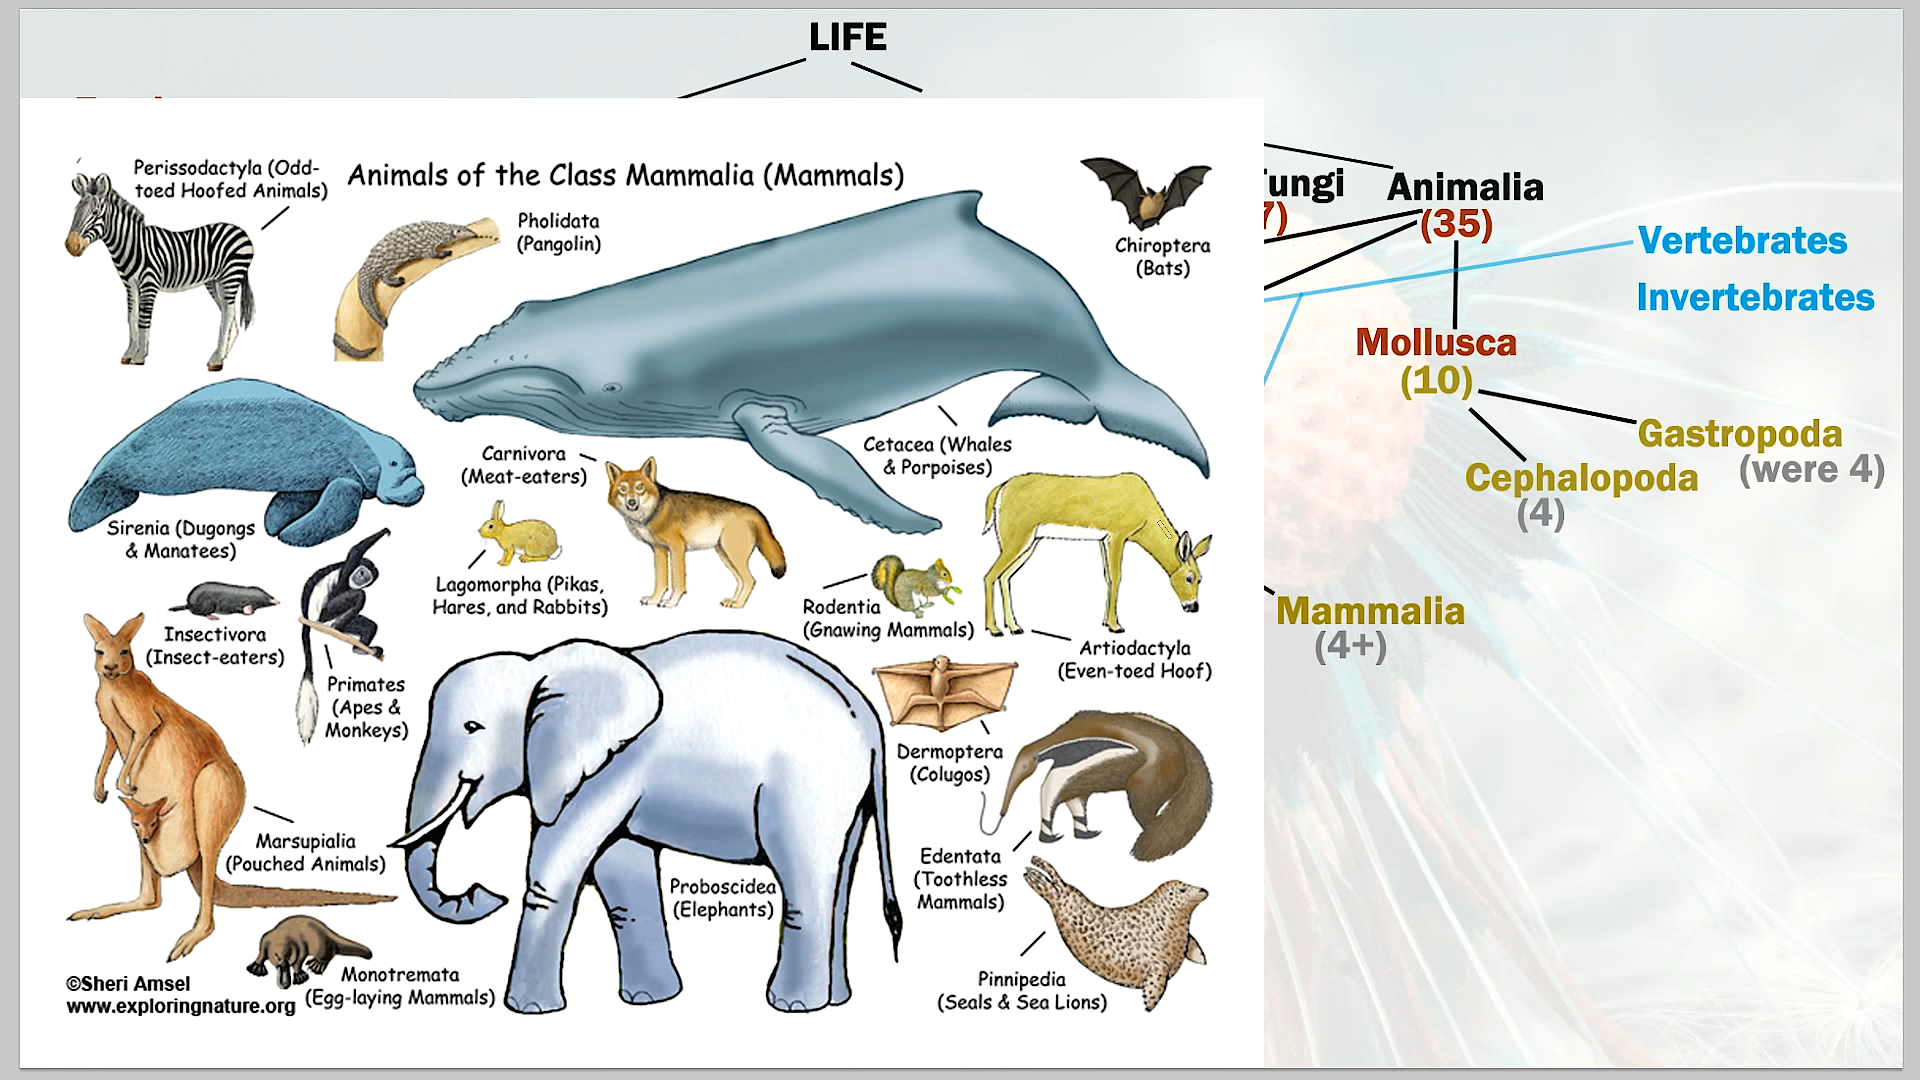 LIFE
Perissodactyla (Odd-
toed Hoofed Animals)
Animals of the Class Mammalia (Mammals)
Pholidata
(Pangolin)
Chiroptera
(Bats)
Animalia
(35)
Vertebrates
Invertebrates
Mollusca
(10)
Gastropoda
(were 4)
Cephalopoda
(4)
Mammalia
(4+)
Carnivora
(Meat-eaters)
Cetacea (Whales
& Porpoises)
Sirenia (Dugongs
& Manatees)
Lagomorpha (Pikas,
Hares, and Rabbits)
Rodentia
(Gnawing Mammals)
Artiodactyla
(Even-toed Hoof)
Insectivora
(Insect-eaters)
Primates
(Apes &
Monkeys)
Dermoptera
(Colugos)
Marsupialia
(Pouched Animals)
Edentata
(Toothless
Mammals)
Proboscidea
(Elephants)
Monotremata
(Egg-laying Mammals)
Pinnipedia
(Seals & Sea Lions)
©Sheri Amsel
www.exploringnature.org